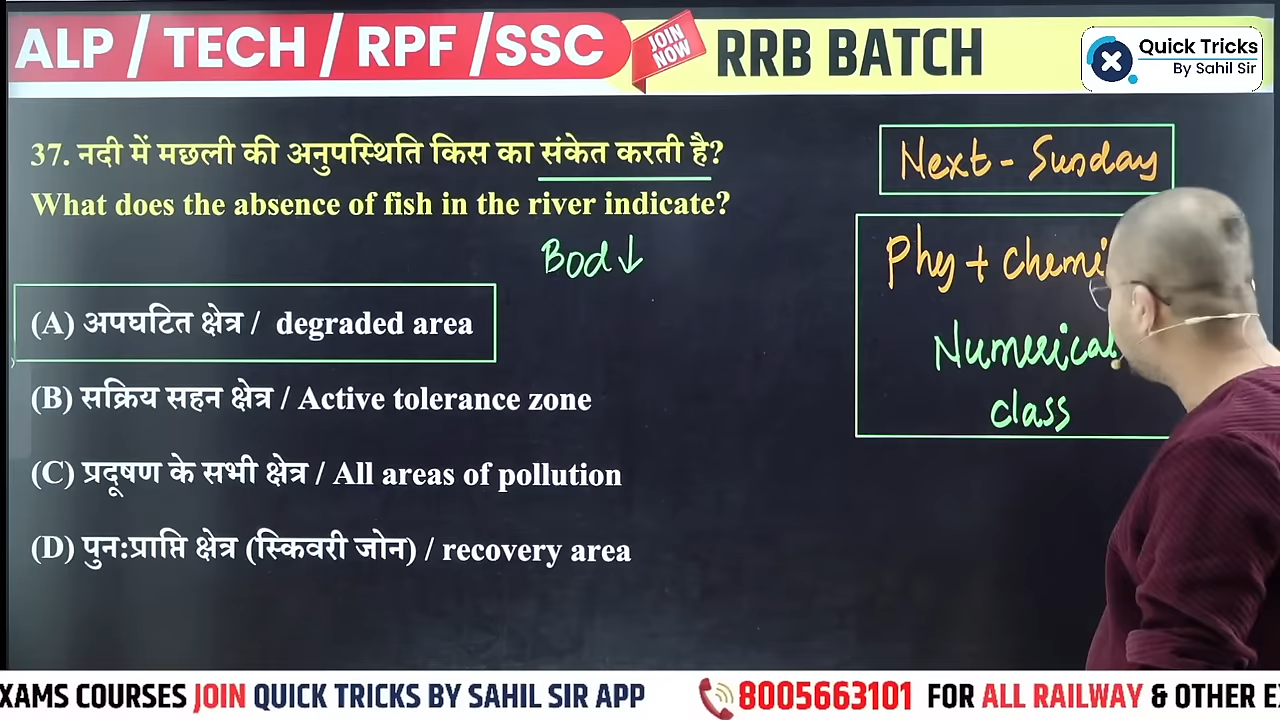 ALP / TECH / RPF / SSC
JOIN NOW
RRB BATCH
Quick Tricks
By Sahil Sir
37. नदी में मछली की अनुपस्थिति किस का संकेत करती है?
What does the absence of fish in the river indicate?
Bod↓
(A) अपघटित क्षेत्र / degraded area
(B) सक्रिय सहन क्षेत्र / Active tolerance zone
(C) प्रदूषण के सभी क्षेत्र / All areas of pollution
(D) पुन:प्राप्ति क्षेत्र (स्किवरी जोन) / recovery area
Next - Sunday
Phy + Chemi
Numerical
class
XAMS COURSES JOIN QUICK TRICKS BY SAHIL SIR APP
8005663101 FOR ALL RAILWAY & OTHER E